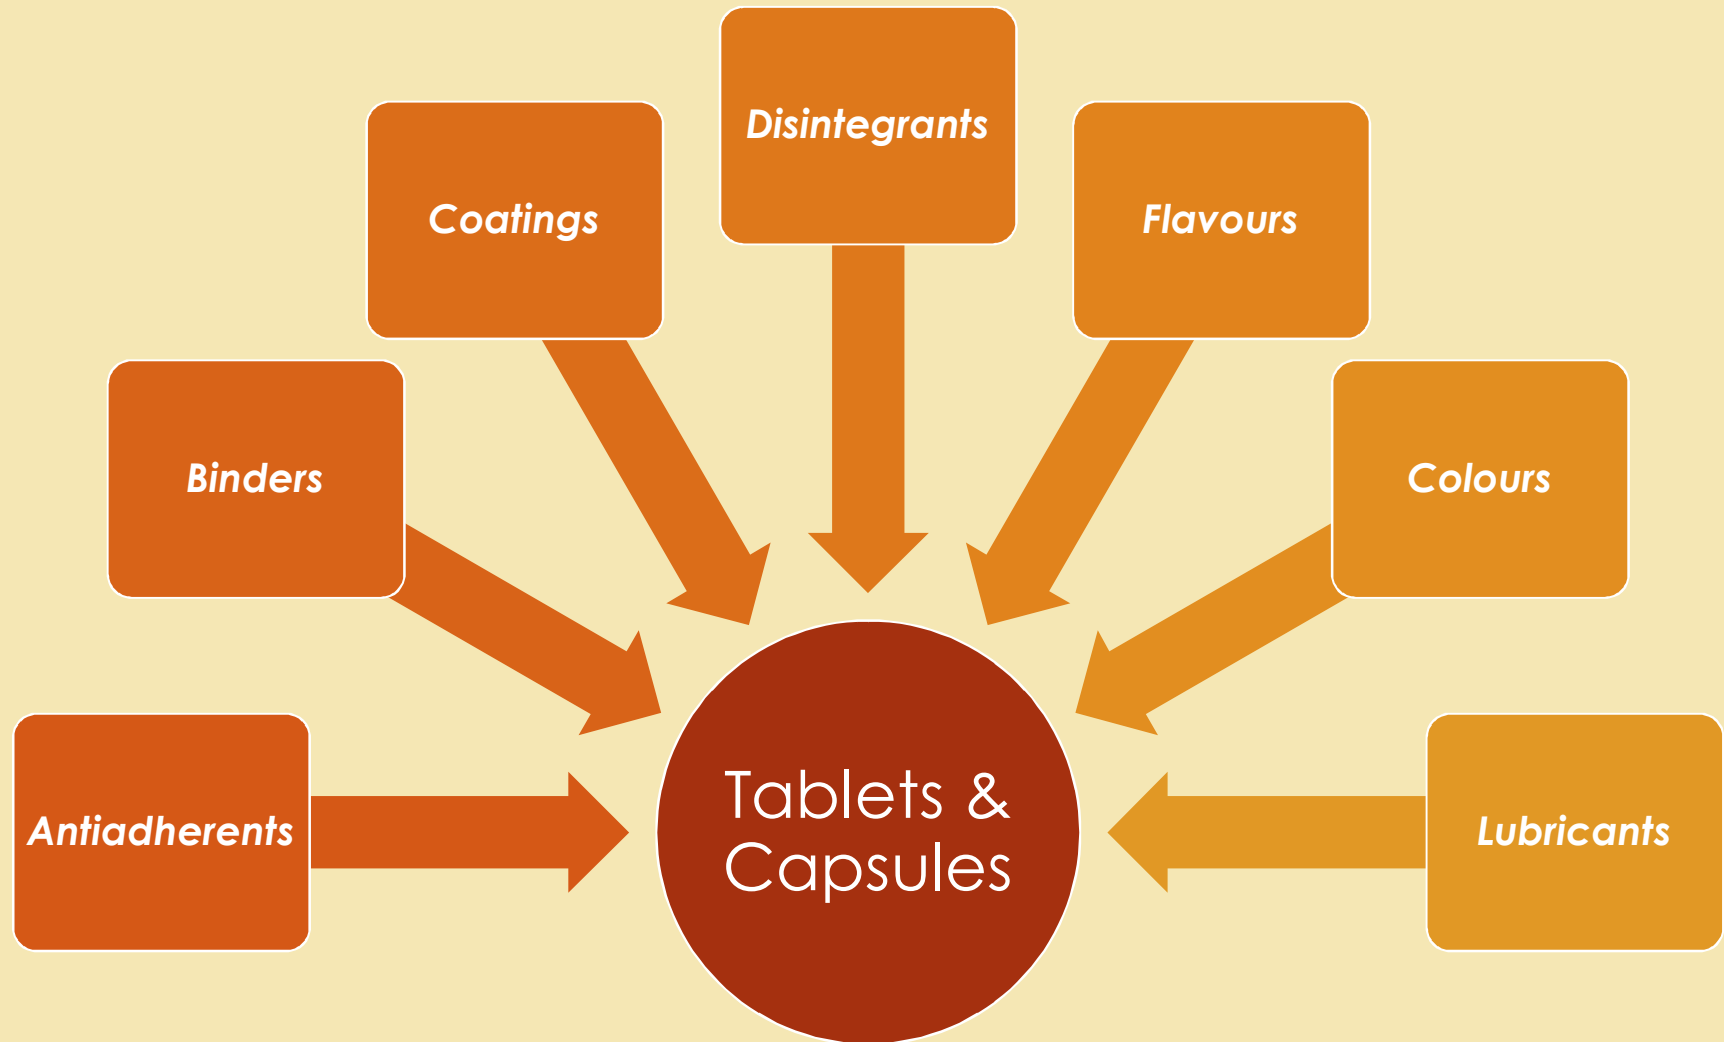 Disintegrants
Coatings
Flavours
Binders
Colours
Antiadherents
Tablets &
Capsules
Lubricants